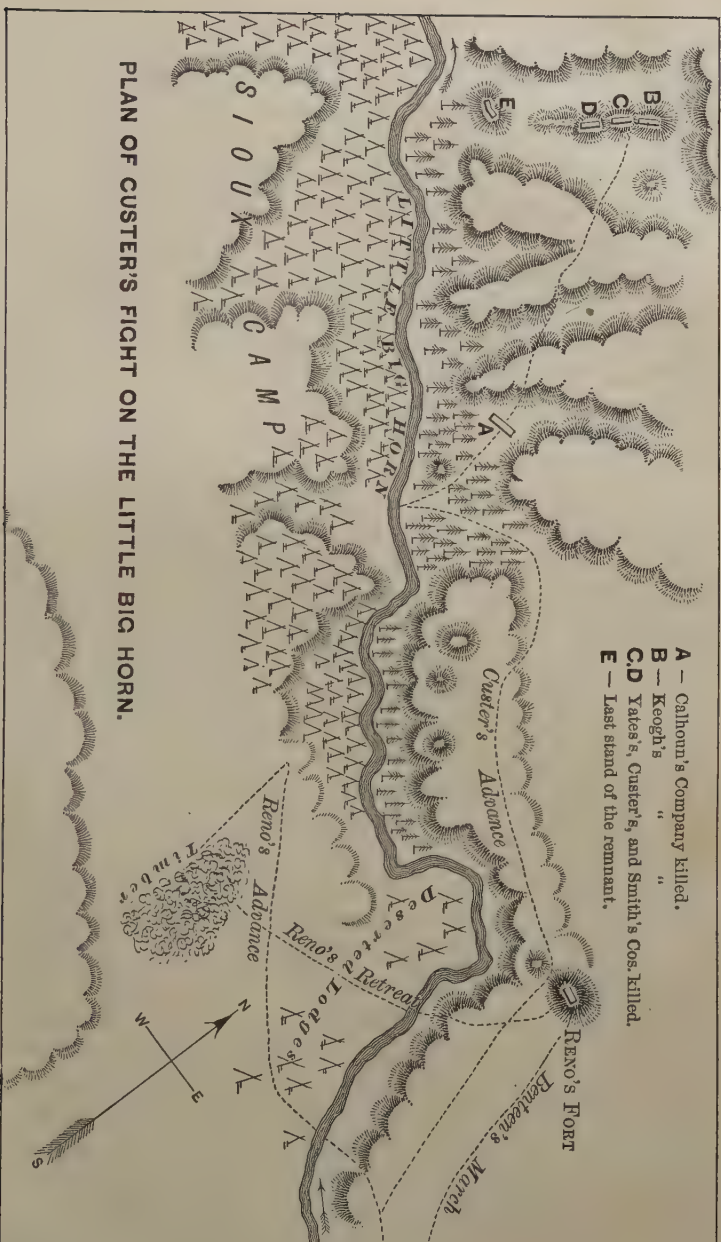 A — Calhoun's Company killed.
B — Keogh's " "
C.D Yates's, Custer's, and Smith's Cos. killed.
E — Last stand of the remnant.
B
C
D
E
A
RENO'S FORT
Benteen's March
Custer's Advance
LITTLE BIG HORN
Deserted Lodges
Reno's Retreat
Reno's Advance
Timber
SIOUX CAMP
N
W
E
S
PLAN OF CUSTER'S FIGHT ON THE LITTLE BIG HORN.